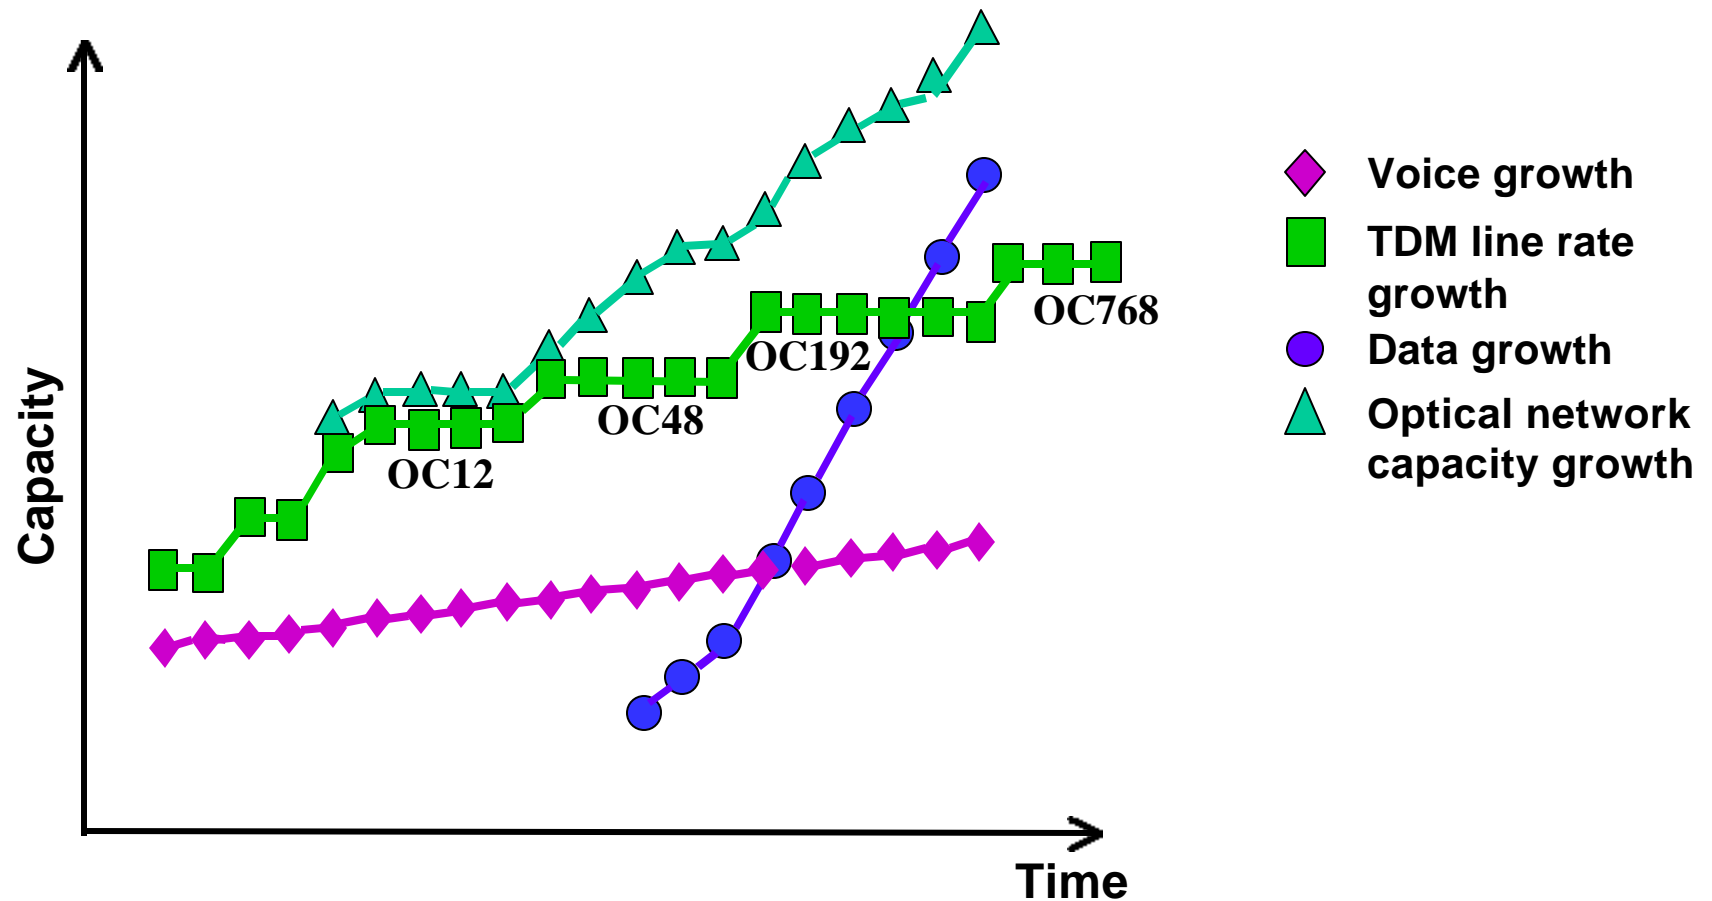 Capacity
OC12
OC48
OC192
OC768
Time
Voice growth
TDM line rate
growth
Data growth
Optical network
capacity growth